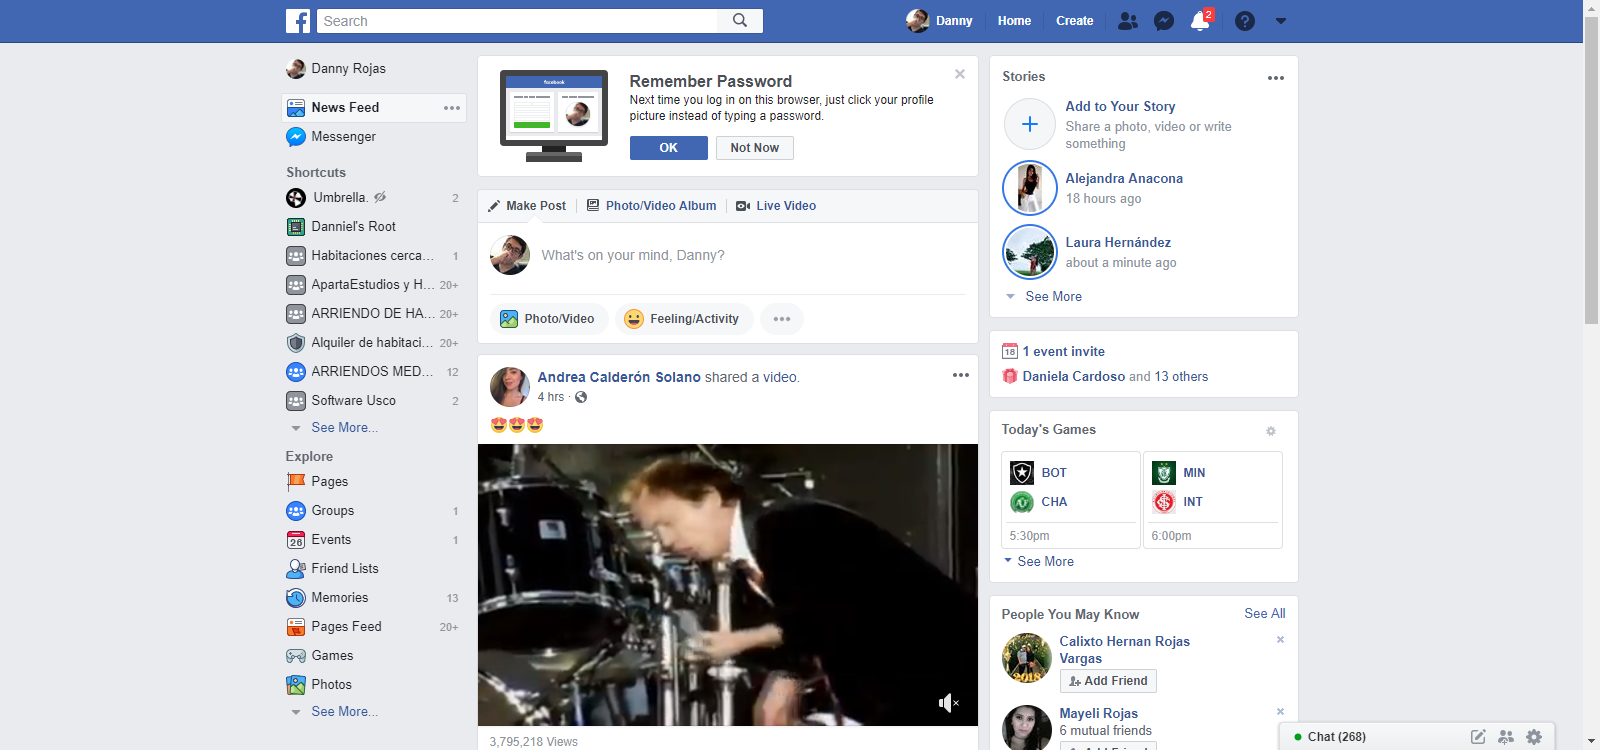 Search
Danny
Home
Create
2
Danny Rojas
News Feed
Messenger
Shortcuts
Umbrella.
2
Danniel's Root
Habitaciones cerca...
1
ApartaEstudios y H...
20+
ARRIENDO DE HA...
20+
Alquiler de habitaci...
20+
ARRIENDOS MED...
12
Software Usco
2
See More...
Explore
Pages
Groups
1
26
Events
1
Friend Lists
Memories
13
Pages Feed
20+
Games
Photos
See More...
facebook
Remember Password
Next time you log in on this browser, just click your profile
picture instead of typing a password.
OK
Not Now
Make Post
Photo/Video Album
Live Video
What's on your mind, Danny?
Photo/Video
Feeling/Activity
Andrea Calderón Solano shared a video.
4 hrs ·
3,795,218 Views
Stories
Add to Your Story
Share a photo, video or write
something
Alejandra Anacona
18 hours ago
Laura Hernández
about a minute ago
See More
18
1 event invite
Daniela Cardoso and 13 others
Today's Games
BOT
CHA
5:30pm
MIN
INT
6:00pm
See More
People You May Know
See All
Calixto Hernan Rojas
Vargas
2018
Add Friend
Mayeli Rojas
6 mutual friends
Add Friend
Chat (268)